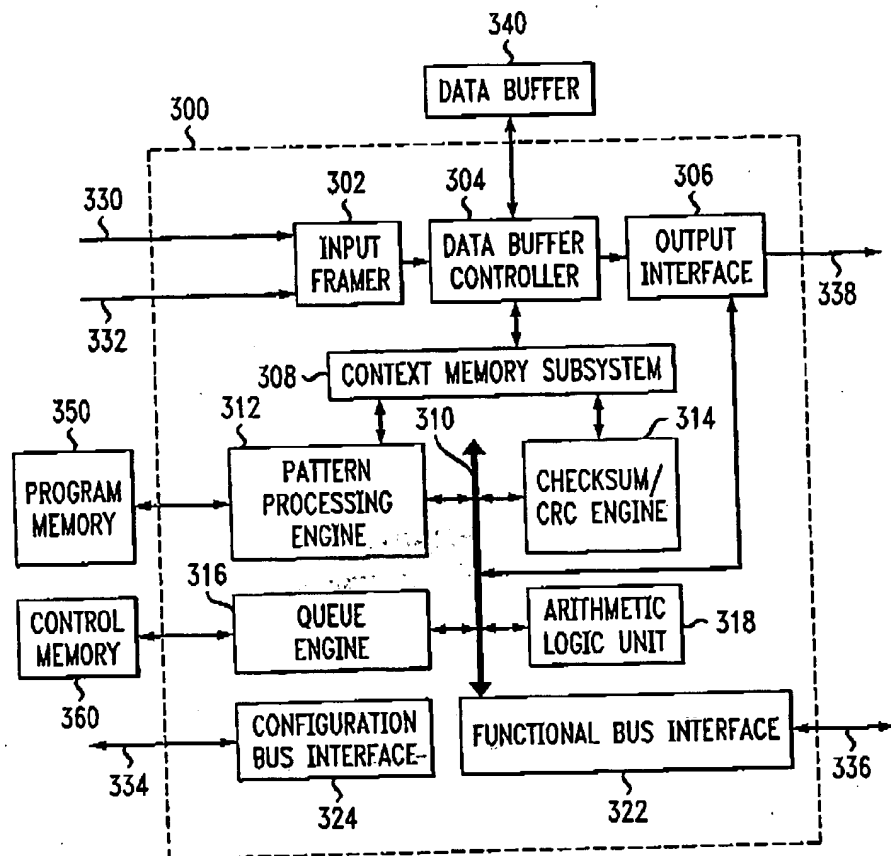 340
DATA BUFFER
300
330
302
304
306
INPUT
FRAMER
DATA BUFFER
CONTROLLER
OUTPUT
INTERFACE
332
338
308
CONTEXT MEMORY SUBSYSTEM
350
312
310
314
PROGRAM
MEMORY
PATTERN
PROCESSING
ENGINE
CHECKSUM/
CRC ENGINE
316
CONTROL
MEMORY
QUEUE
ENGINE
ARITHMETIC
LOGIC UNIT
318
360
CONFIGURATION
BUS INTERFACE
FUNCTIONAL BUS INTERFACE
334
336
324
322